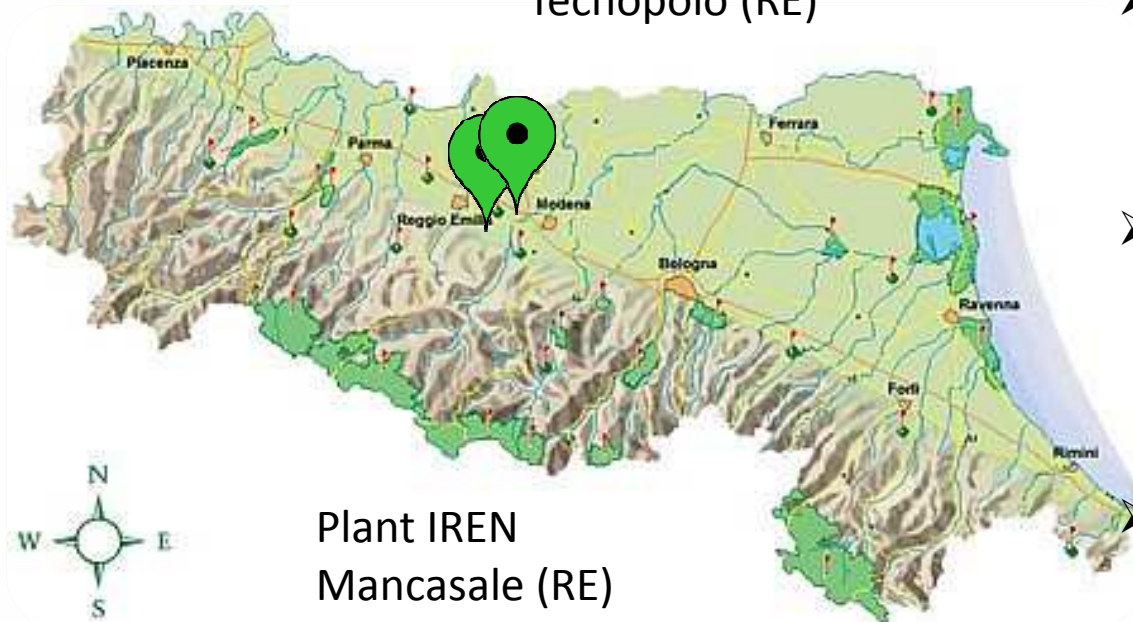 Tecnopolo (RE)
Piacenza
Parma
Ferrara
Reggio Emilia
Modena
Bologna
Ravenna
Forlì
Rimini
N
W E
S
Plant IREN
Mancasale (RE)